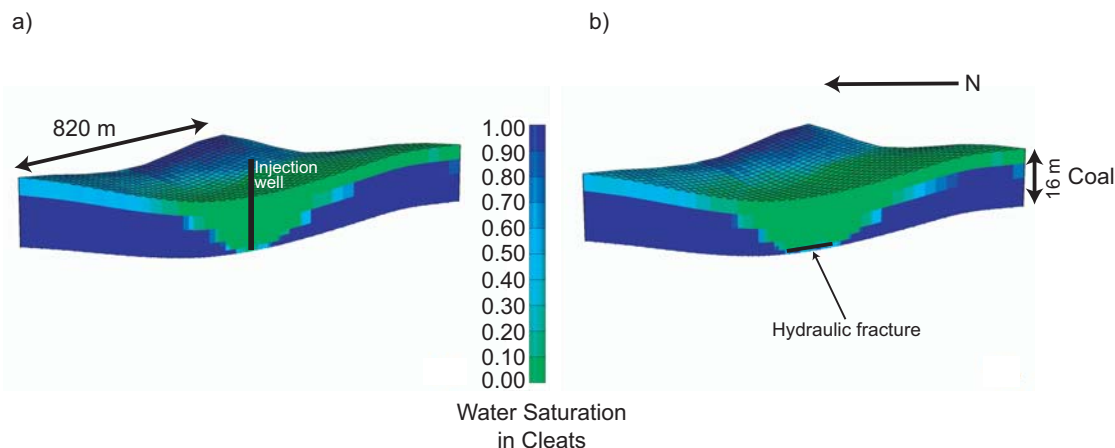 a)
b)
N
820 m
Injection
well
1.00
0.90
0.80
0.70
0.60
0.50
0.40
0.30
0.20
0.10
0.00
Water Saturation
in Cleats
16 m
Coal
Hydraulic fracture